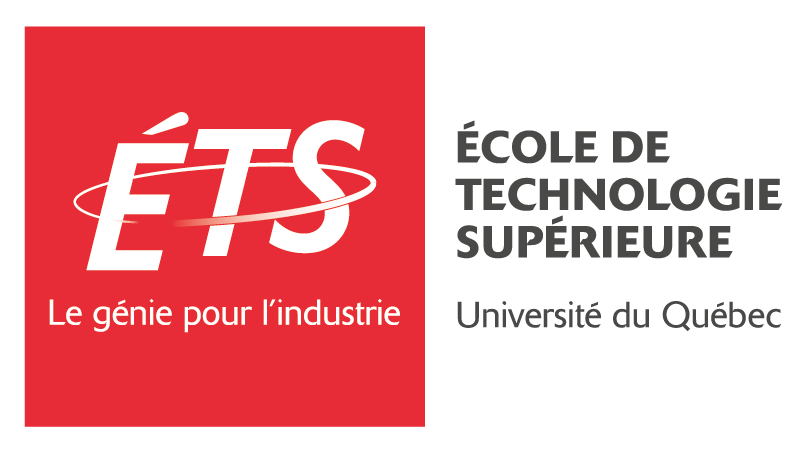 ÉTS
Le génie pour l'industrie
ÉCOLE DE
TECHNOLOGIE
SUPÉRIEURE
Université du Québec